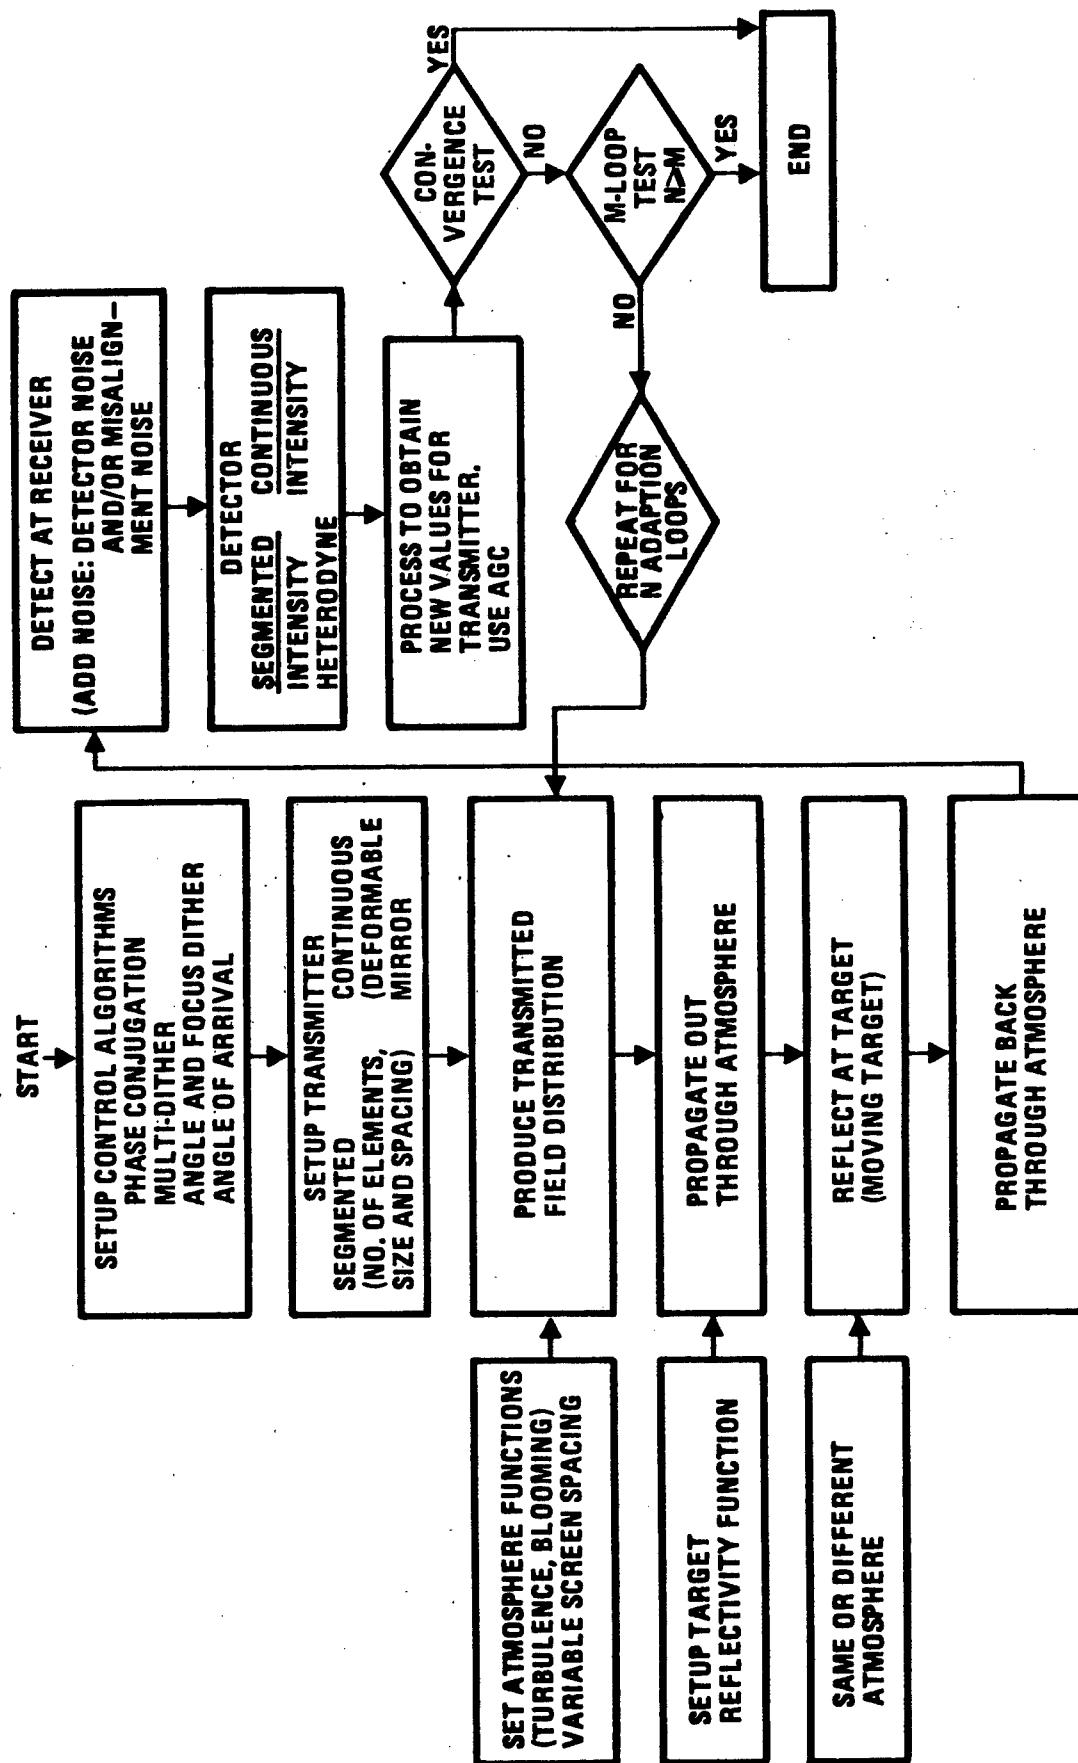 START
SETUP CONTROL ALGORITHMS
PHASE CONJUGATION
MULTI-DITHER
ANGLE AND FOCUS DITHER
ANGLE OF ARRIVAL
SETUP TRANSMITTER
SEGMENTED CONTINUOUS
(NO. OF ELEMENTS, (DEFORMABLE
SIZE AND SPACING) MIRROR
SET ATMOSPHERE FUNCTIONS
(TURBULENCE, BLOOMING)
VARIABLE SCREEN SPACING
PRODUCE TRANSMITTED
FIELD DISTRIBUTION
SETUP TARGET
REFLECTIVITY FUNCTION
PROPAGATE OUT
THROUGH ATMOSPHERE
SAME OR DIFFERENT
ATMOSPHERE
REFLECT AT TARGET
(MOVING TARGET)
PROPAGATE BACK
THROUGH ATMOSPHERE
DETECT AT RECEIVER
(ADD NOISE: DETECTOR NOISE
AND/OR MISALIGN-
MENT NOISE
DETECTOR
SEGMENTED CONTINUOUS
INTENSITY INTENSITY
HETERODYNE
PROCESS TO OBTAIN
NEW VALUES FOR
TRANSMITTER.
USE AGC
CON-
VERGENCE
TEST
YES
NO
M-LOOP
TEST
N>M
YES
NO
REPEAT FOR
N ADAPTION
LOOPS
END